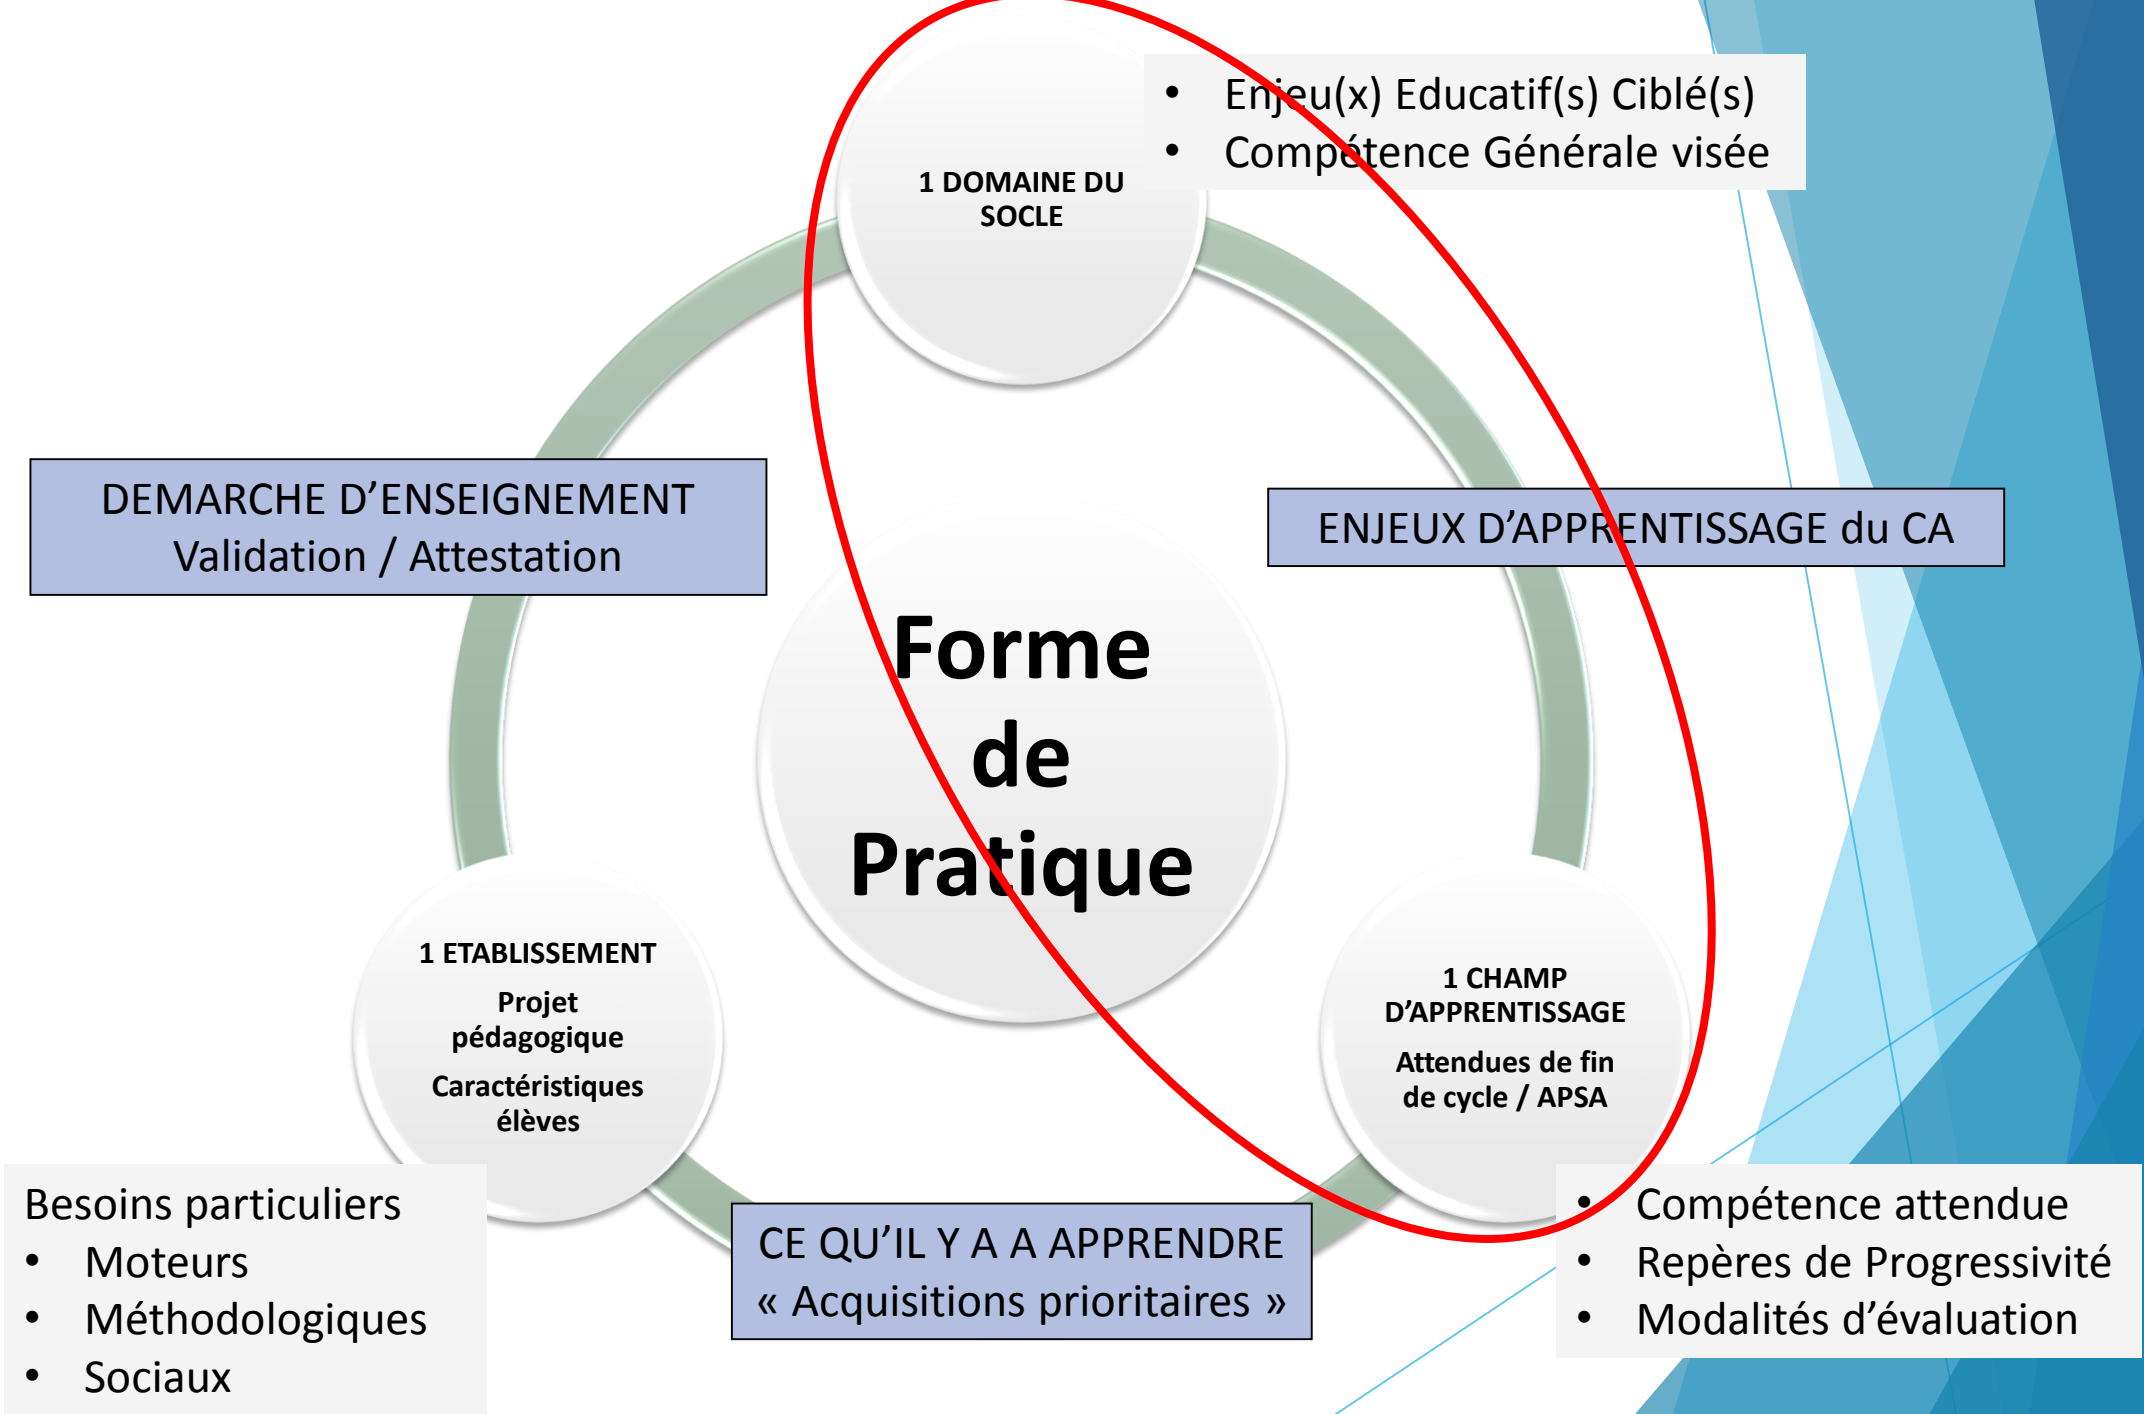 • Enjeu(x) Educatif(s) Ciblé(s)
• Compétence Générale visée
1 DOMAINE DU
SOCLE
DEMARCHE D’ENSEIGNEMENT
Validation / Attestation
ENJEUX D’APPRENTISSAGE du CA
Forme
de
Pratique
1 ETABLISSEMENT
Projet
pédagogique
Caractéristiques
élèves
1 CHAMP
D’APPRENTISSAGE
Attendues de fin
de cycle / APSA
Besoins particuliers
• Moteurs
• Méthodologiques
• Sociaux
CE QU’IL Y A A APPRENDRE
« Acquisitions prioritaires »
• Compétence attendue
• Repères de Progressivité
• Modalités d’évaluation